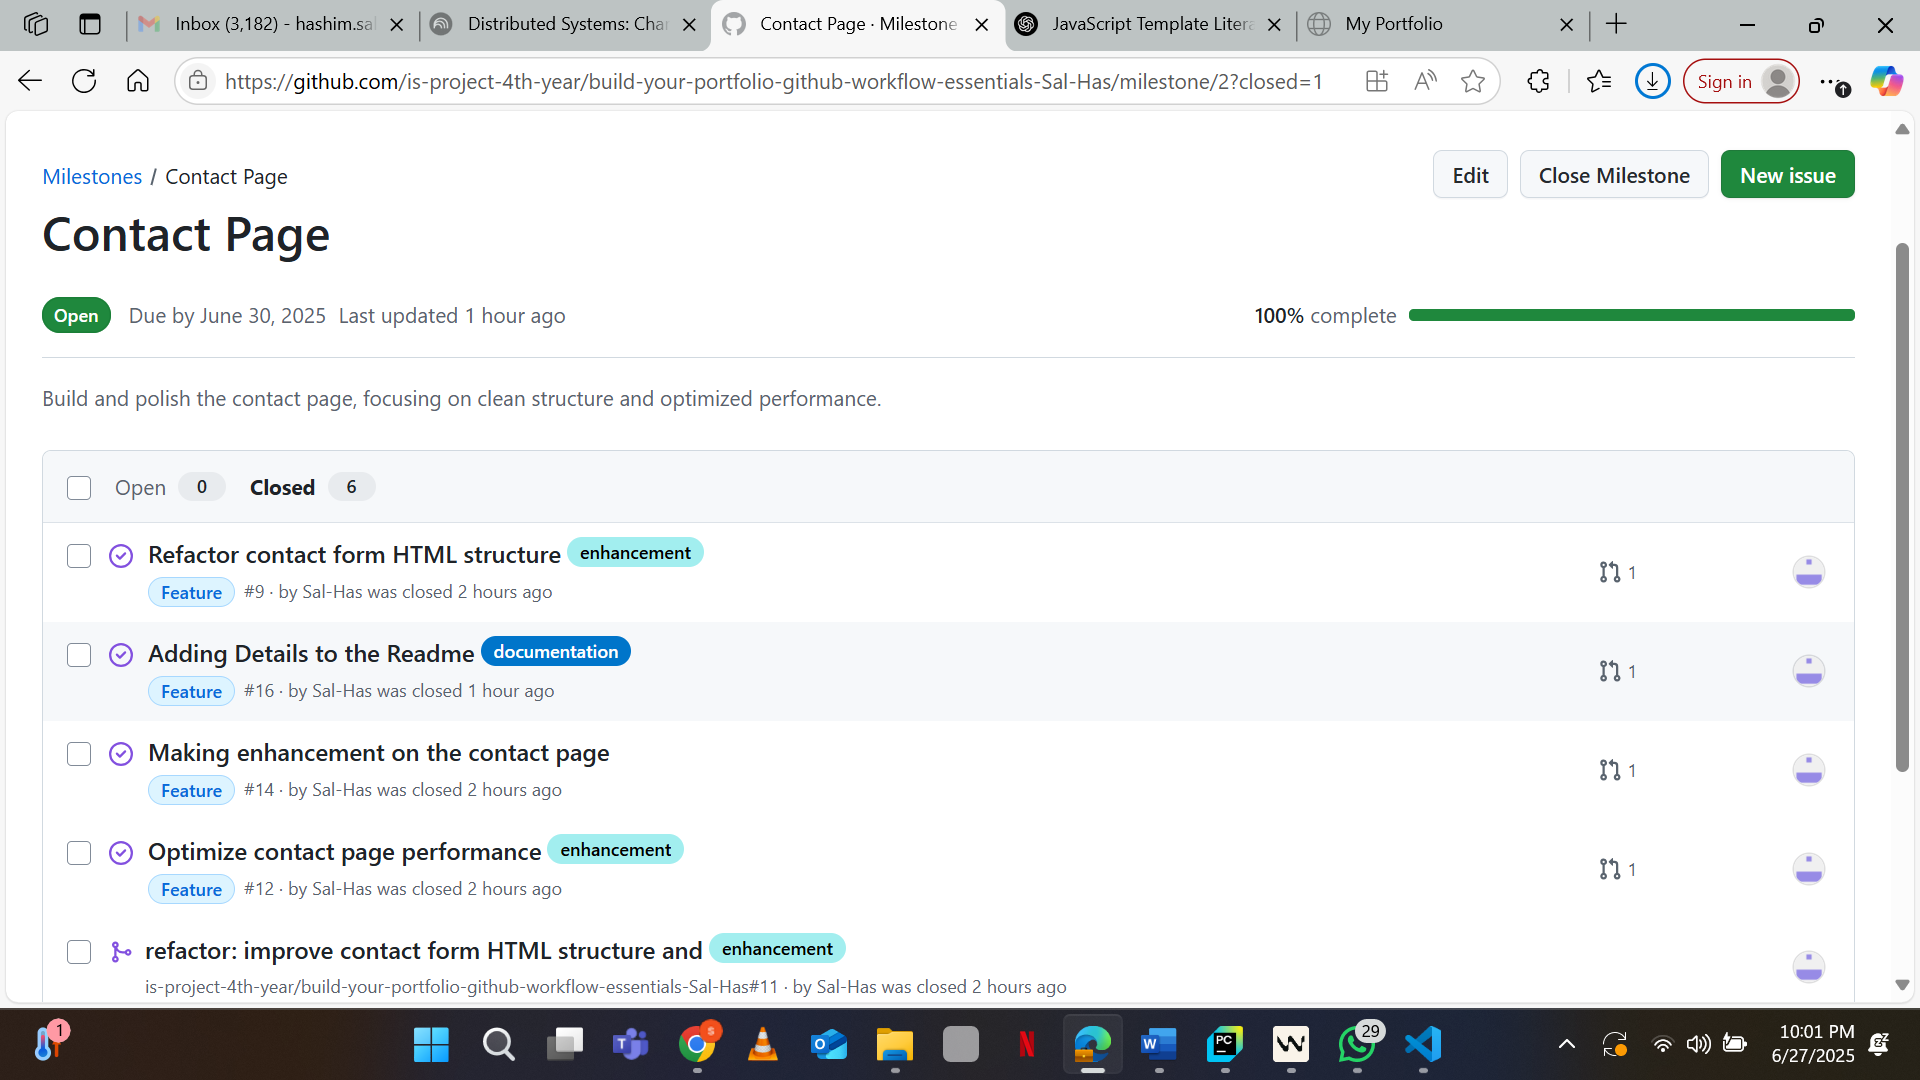 Inbox (3,182) - hashim.sal
Distributed Systems: Char
Contact Page · Milestone
JavaScript Template Litera
My Portfolio
https://github.com/is-project-4th-year/build-your-portfolio-github-workflow-essentials-Sal-Has/milestone/2?closed=1
Sign in
Milestones / Contact Page
Edit
Close Milestone
New issue
Contact Page
Open
Due by June 30, 2025
Last updated 1 hour ago
100% complete
Build and polish the contact page, focusing on clean structure and optimized performance.
Open 0
Closed 6
Refactor contact form HTML structure enhancement
1
Feature #9 · by Sal-Has was closed 2 hours ago
Adding Details to the Readme documentation
1
Feature #16 · by Sal-Has was closed 1 hour ago
Making enhancement on the contact page
1
Feature #14 · by Sal-Has was closed 2 hours ago
Optimize contact page performance enhancement
1
Feature #12 · by Sal-Has was closed 2 hours ago
refactor: improve contact form HTML structure and enhancement
is-project-4th-year/build-your-portfolio-github-workflow-essentials-Sal-Has#11 · by Sal-Has was closed 2 hours ago
1
S
PC
29
10:01 PM
6/27/2025